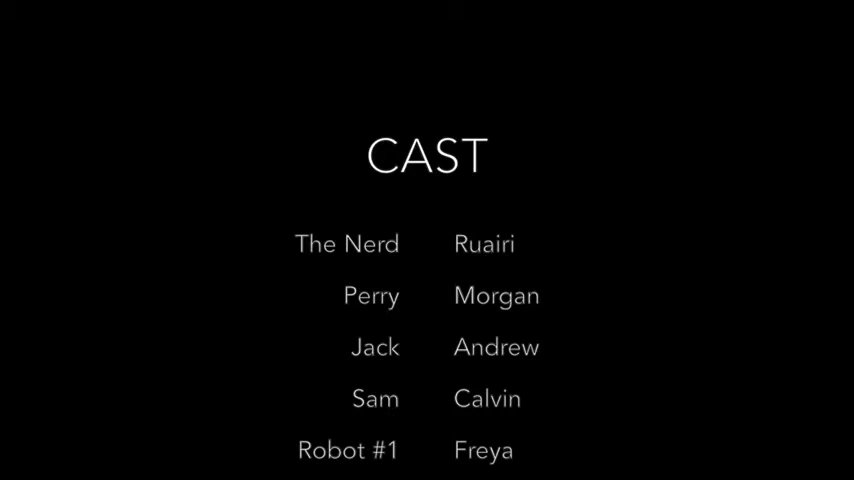 CAST
The Nerd Ruairi
Perry Morgan
Jack Andrew
Sam Calvin
Robot #1 Freya